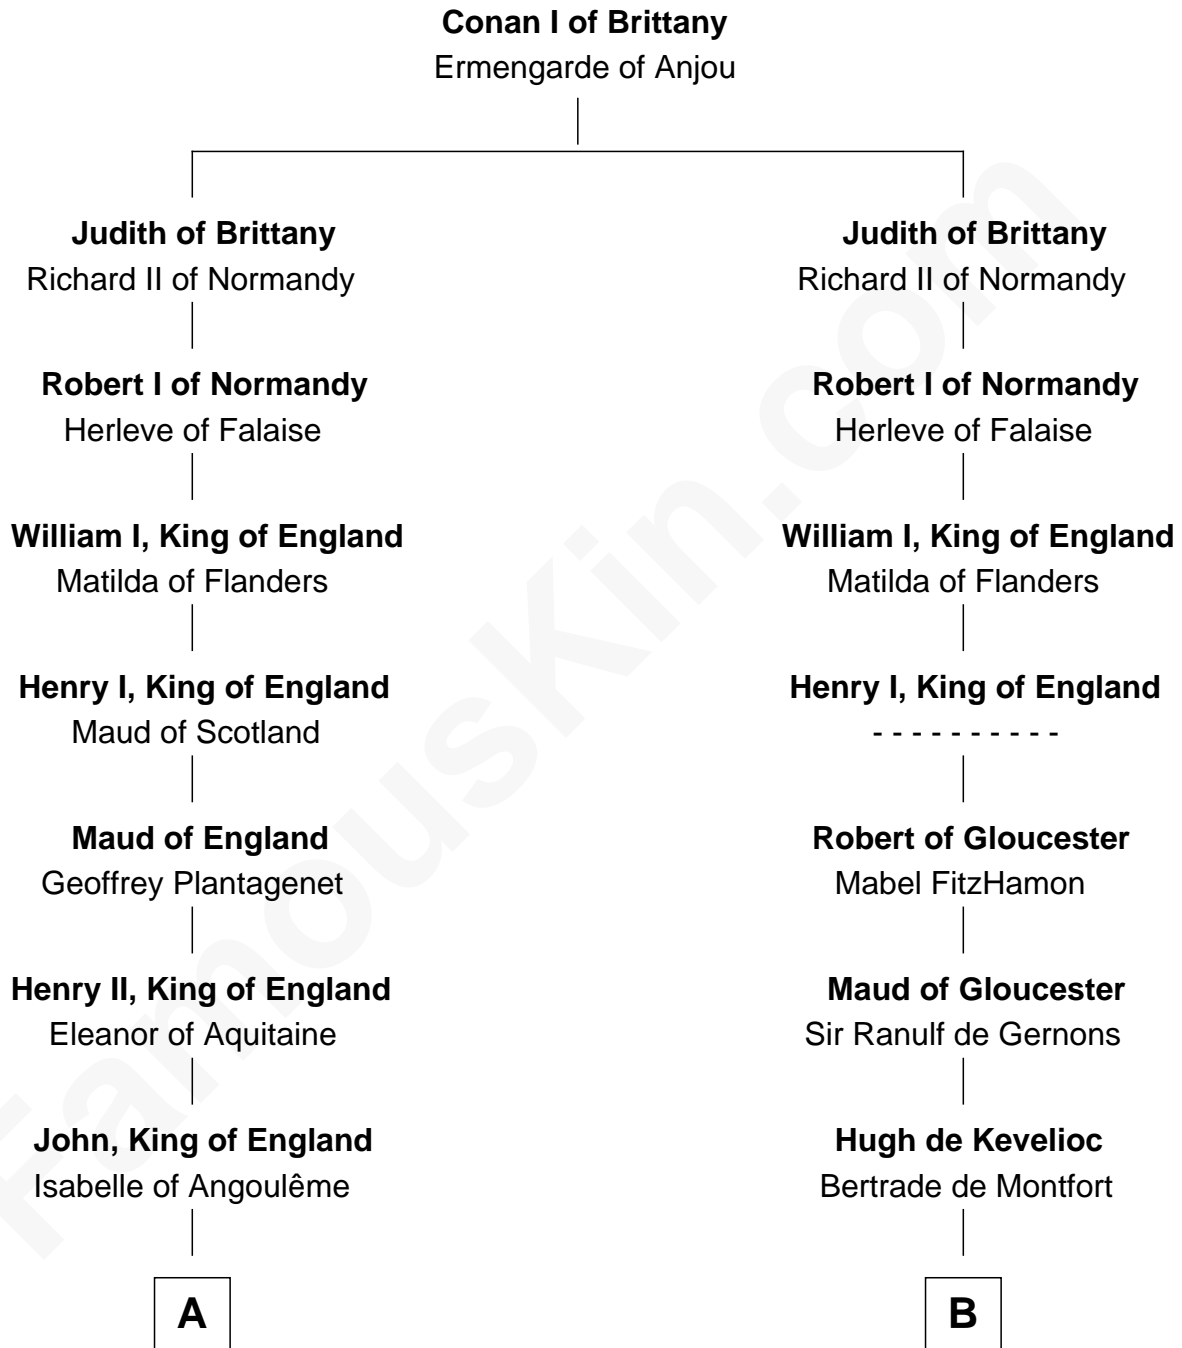 Conan I of Brittany
Ermengarde of Anjou
Judith of Brittany
Richard II of Normandy
Robert I of Normandy
Herleve of Falaise
William I, King of England
Matilda of Flanders
Henry I, King of England
Maud of Scotland
Maud of England
Geoffrey Plantagenet
Henry II, King of England
Eleanor of Aquitaine
John, King of England
Isabelle of Angoulême
A
Judith of Brittany
Richard II of Normandy
Robert I of Normandy
Herleve of Falaise
William I, King of England
Matilda of Flanders
Henry I, King of England
- - - - - - - - - -
Robert of Gloucester
Mabel FitzHamon
Maud of Gloucester
Sir Ranulf de Gernons
Hugh de Kevelioc
Bertrade de Montfort
B
FamousKin.com